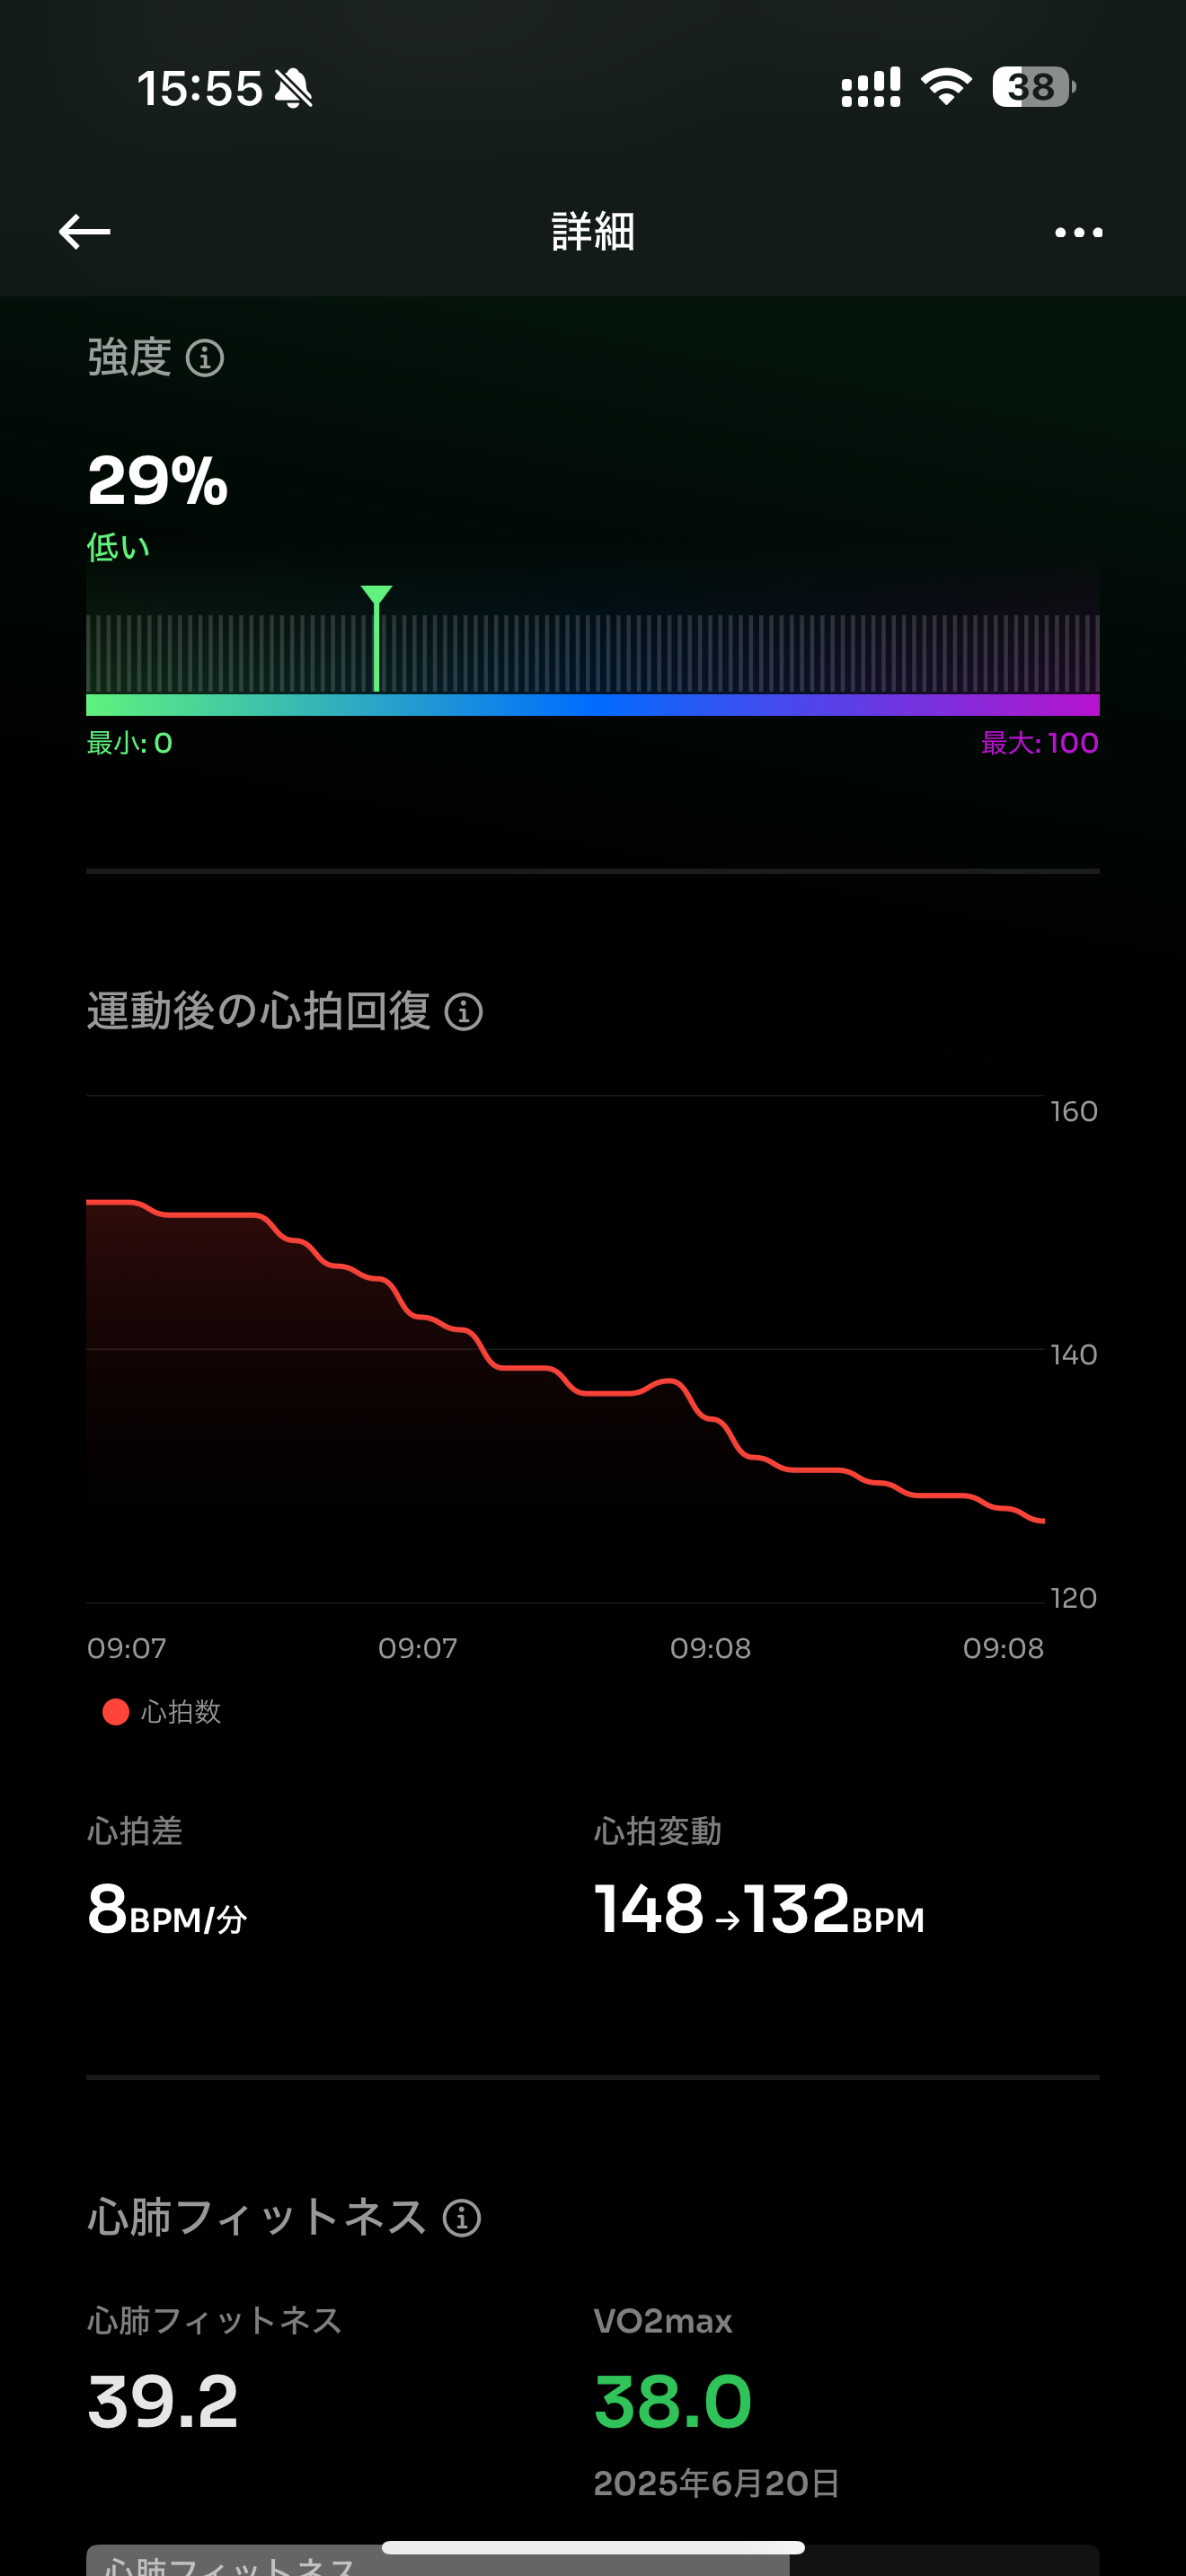 15:55
38
詳細
強度
29%
低い
最小: 0 最大: 100
運動後の心拍回復
160
140
120
09:07 09:07 09:08 09:08
心拍数
心拍差 心拍変動
8BPM/分 148→132BPM
心肺フィットネス
心肺フィットネス VO2max
39.2 38.0
2025年6月20日
心肺フィットネス